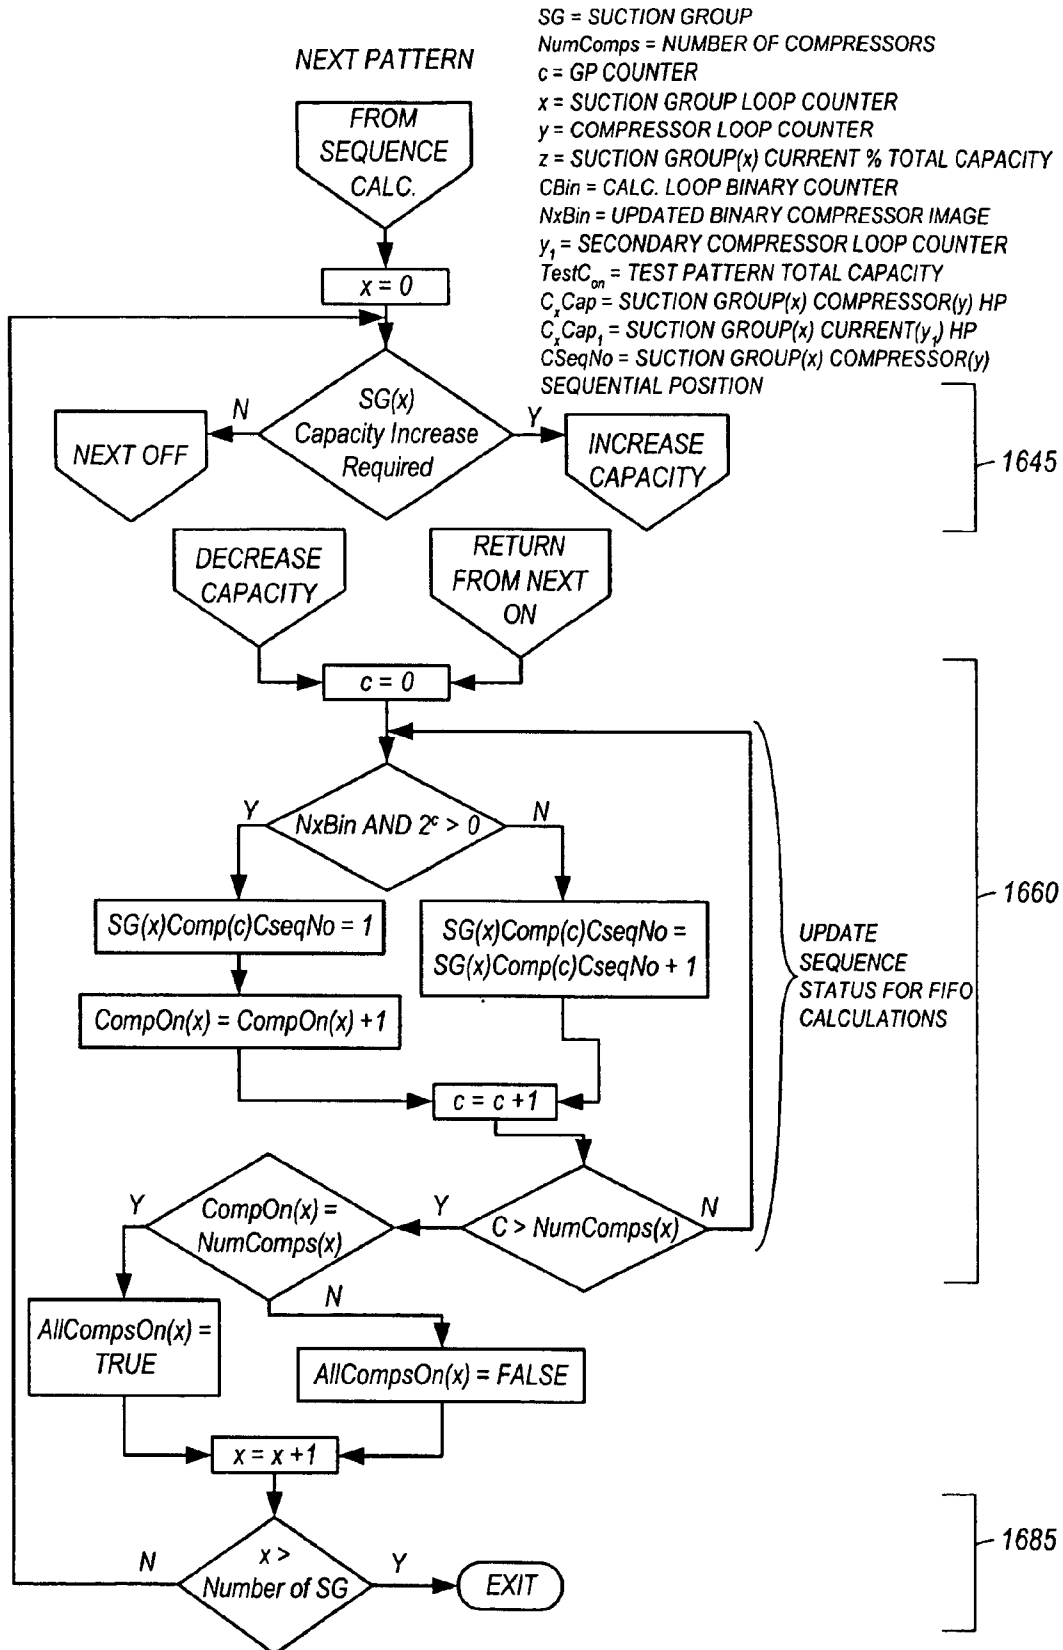 SG = SUCTION GROUP
NumComps = NUMBER OF COMPRESSORS
c = GP COUNTER
x = SUCTION GROUP LOOP COUNTER
y = COMPRESSOR LOOP COUNTER
z = SUCTION GROUP(x) CURRENT % TOTAL CAPACITY
CBin = CALC. LOOP BINARY COUNTER
NxBin = UPDATED BINARY COMPRESSOR IMAGE
y₁ = SECONDARY COMPRESSOR LOOP COUNTER
TestCₒₙ = TEST PATTERN TOTAL CAPACITY
CₓCap = SUCTION GROUP(x) COMPRESSOR(y) HP
CₓCap₁ = SUCTION GROUP(x) CURRENT(y₁) HP
CSeqNo = SUCTION GROUP(x) COMPRESSOR(y)
SEQUENTIAL POSITION
NEXT PATTERN
FROM
SEQUENCE
CALC.
x = 0
SG(x)
Capacity Increase
Required
N
Y
NEXT OFF
INCREASE
CAPACITY
1645
DECREASE
CAPACITY
RETURN
FROM NEXT
ON
c = 0
NxBin AND 2ᶜ > 0
Y
N
SG(x)Comp(c)CseqNo = 1
SG(x)Comp(c)CseqNo =
SG(x)Comp(c)CseqNo + 1
CompOn(x) = CompOn(x) +1
c = c +1
UPDATE
SEQUENCE
STATUS FOR FIFO
CALCULATIONS
1660
C > NumComps(x)
Y
N
CompOn(x) =
NumComps(x)
Y
N
AllCompsOn(x) =
TRUE
AllCompsOn(x) = FALSE
x = x +1
x >
Number of SG
N
Y
EXIT
1685